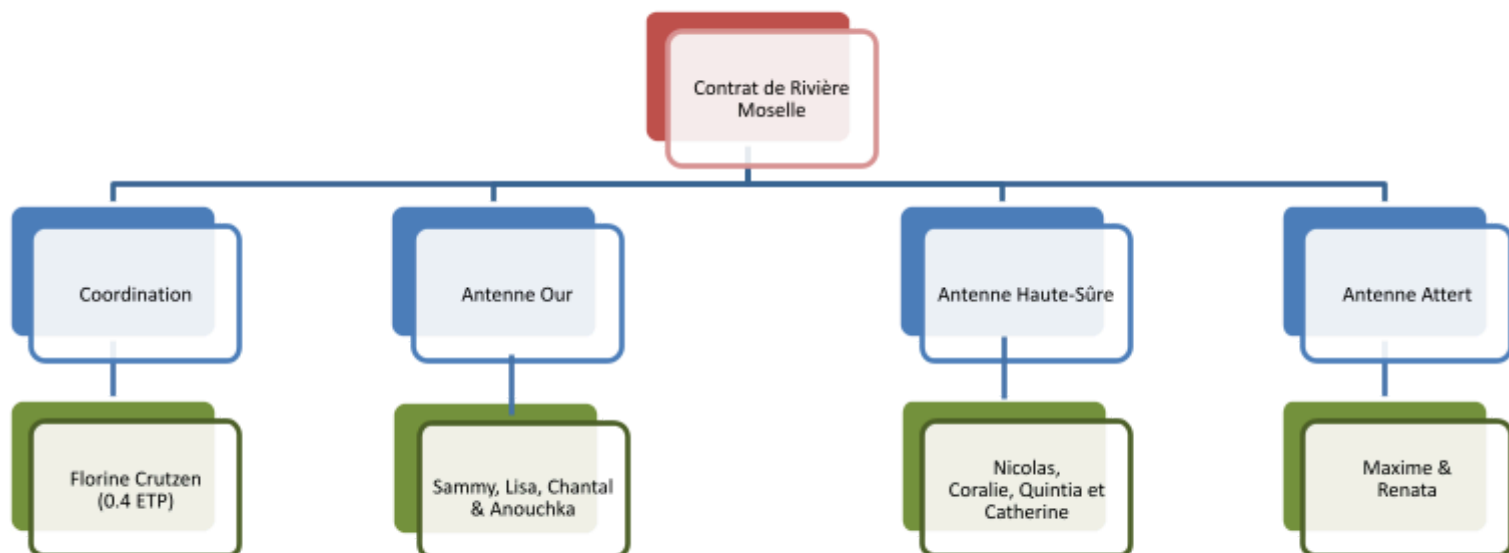 Contrat de Rivière
Moselle
Coordination
Antenne Our
Antenne Haute-Sûre
Antenne Attert
Florine Crutzen
(0.4 ETP)
Sammy, Lisa, Chantal
& Anouchka
Nicolas,
Coralie, Quintia et
Catherine
Maxime &
Renata